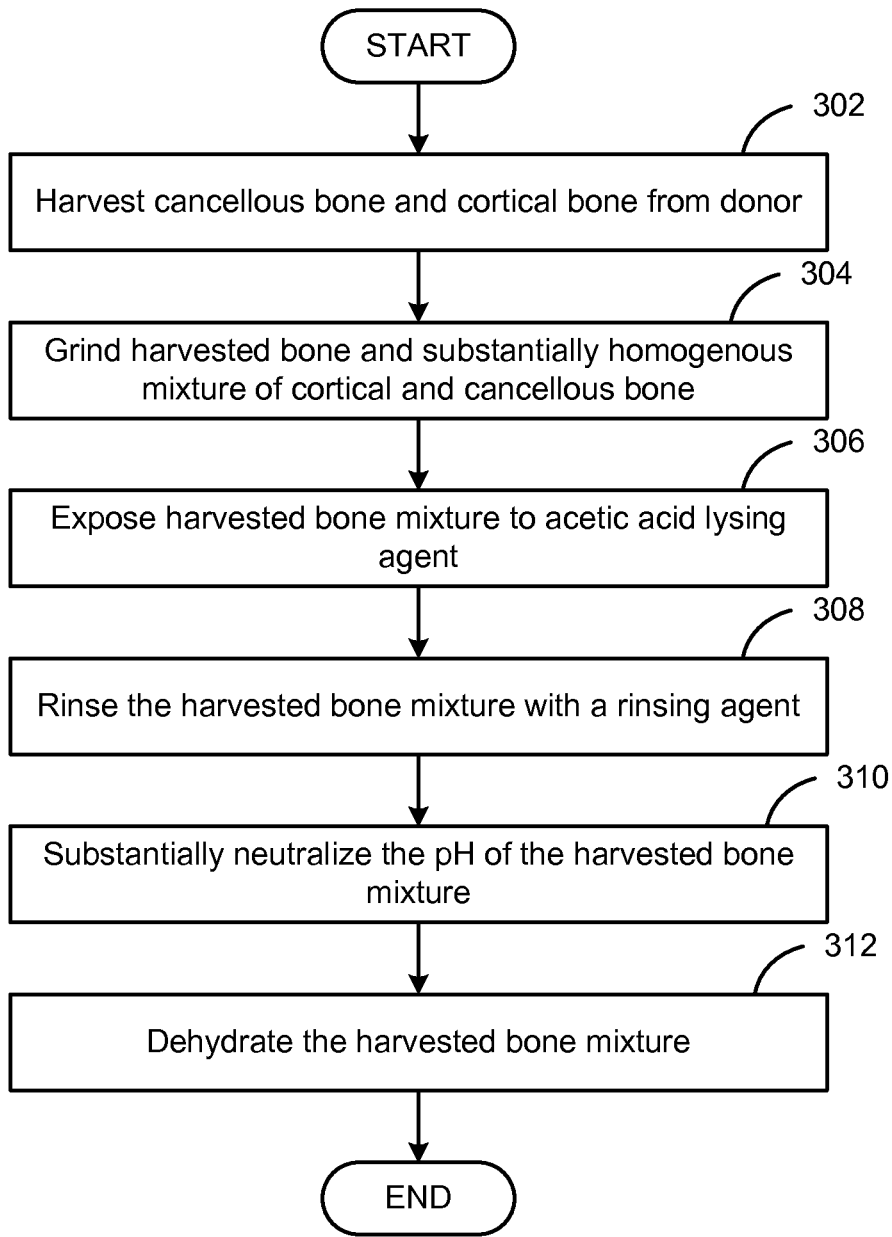 START
302
Harvest cancellous bone and cortical bone from donor
304
Grind harvested bone and substantially homogenous
mixture of cortical and cancellous bone
306
Expose harvested bone mixture to acetic acid lysing
agent
308
Rinse the harvested bone mixture with a rinsing agent
310
Substantially neutralize the pH of the harvested bone
mixture
312
Dehydrate the harvested bone mixture
END